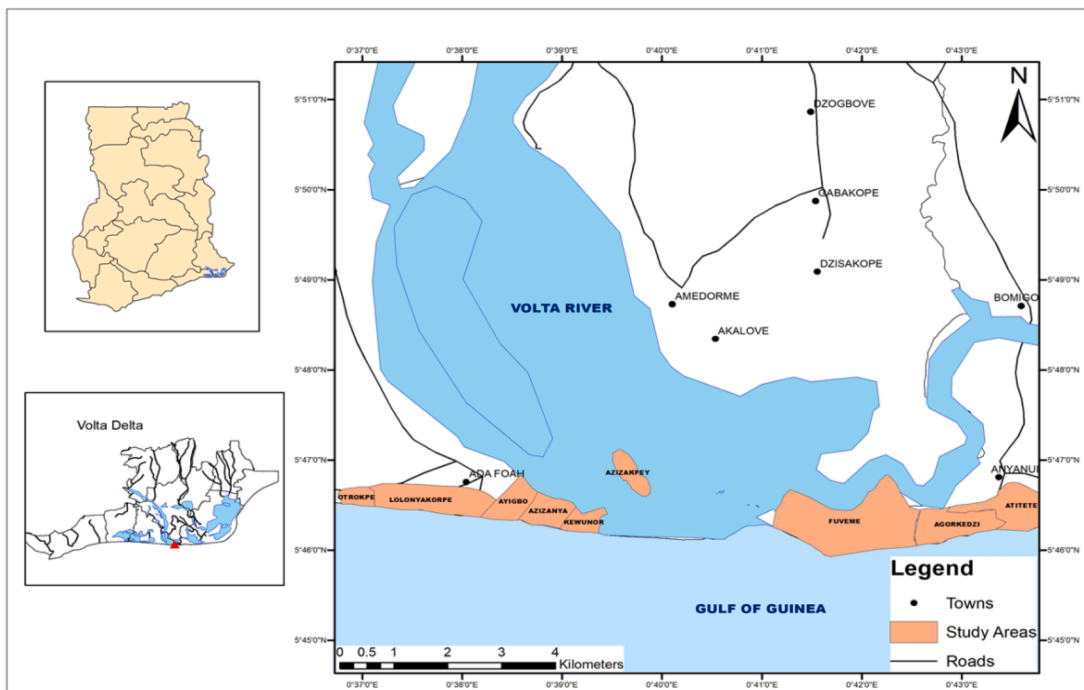 0°37'0"E 0°38'0"E 0°39'0"E 0°40'0"E 0°41'0"E 0°42'0"E 0°43'0"E
N
5°51'0"N 5°51'0"N
DZOGBOVE
5°50'0"N 5°50'0"N
GABAKOPE
DZISAKOPE
5°49'0"N 5°49'0"N
AMEDORME
BOMIGO
VOLTA RIVER
AKALOVE
5°48'0"N 5°48'0"N
Volta Delta
5°47'0"N 5°47'0"N
ADA FOAH
AZIZAKPEY
ANYANUI
OTROKPE
LOLONYAKORPE
AYIGBO
AZIZANYA
KEWUNOR
FUVEME
AGORKEDZI
ATITETE
5°46'0"N 5°46'0"N
Legend
Towns
Study Areas
Roads
GULF OF GUINEA
5°45'0"N 5°45'0"N
0 0.5 1 2 3 4
Kilometers
0°37'0"E 0°38'0"E 0°39'0"E 0°40'0"E 0°41'0"E 0°42'0"E 0°43'0"E